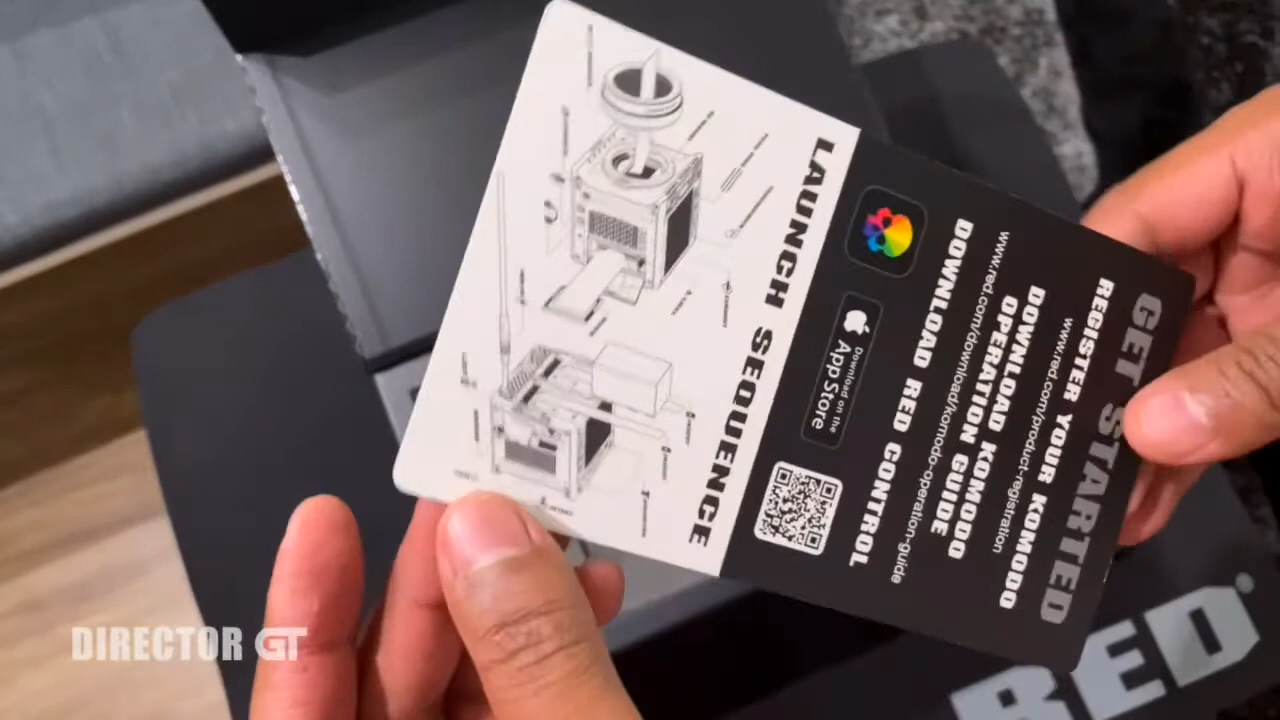 GET STARTED
REGISTER YOUR KOMODO
www.red.com/product-registration
DOWNLOAD KOMODO
OPERATION GUIDE
www.red.com/download/komodo-operation-guide
DOWNLOAD RED CONTROL
Download on the
App Store
LAUNCH SEQUENCE
RED
DIRECTOR GT